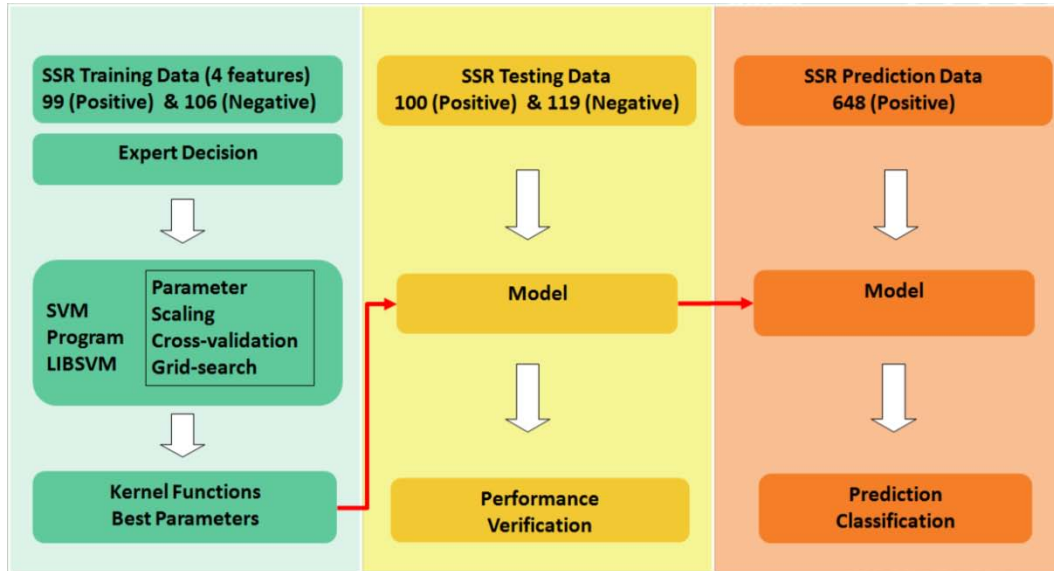 SSR Training Data (4 features)
99 (Positive) & 106 (Negative)
Expert Decision
SVM
Program
LIBSVM
Parameter
Scaling
Cross-validation
Grid-search
Kernel Functions
Best Parameters
SSR Testing Data
100 (Positive) & 119 (Negative)
Model
Performance
Verification
SSR Prediction Data
648 (Positive)
Model
Prediction
Classification